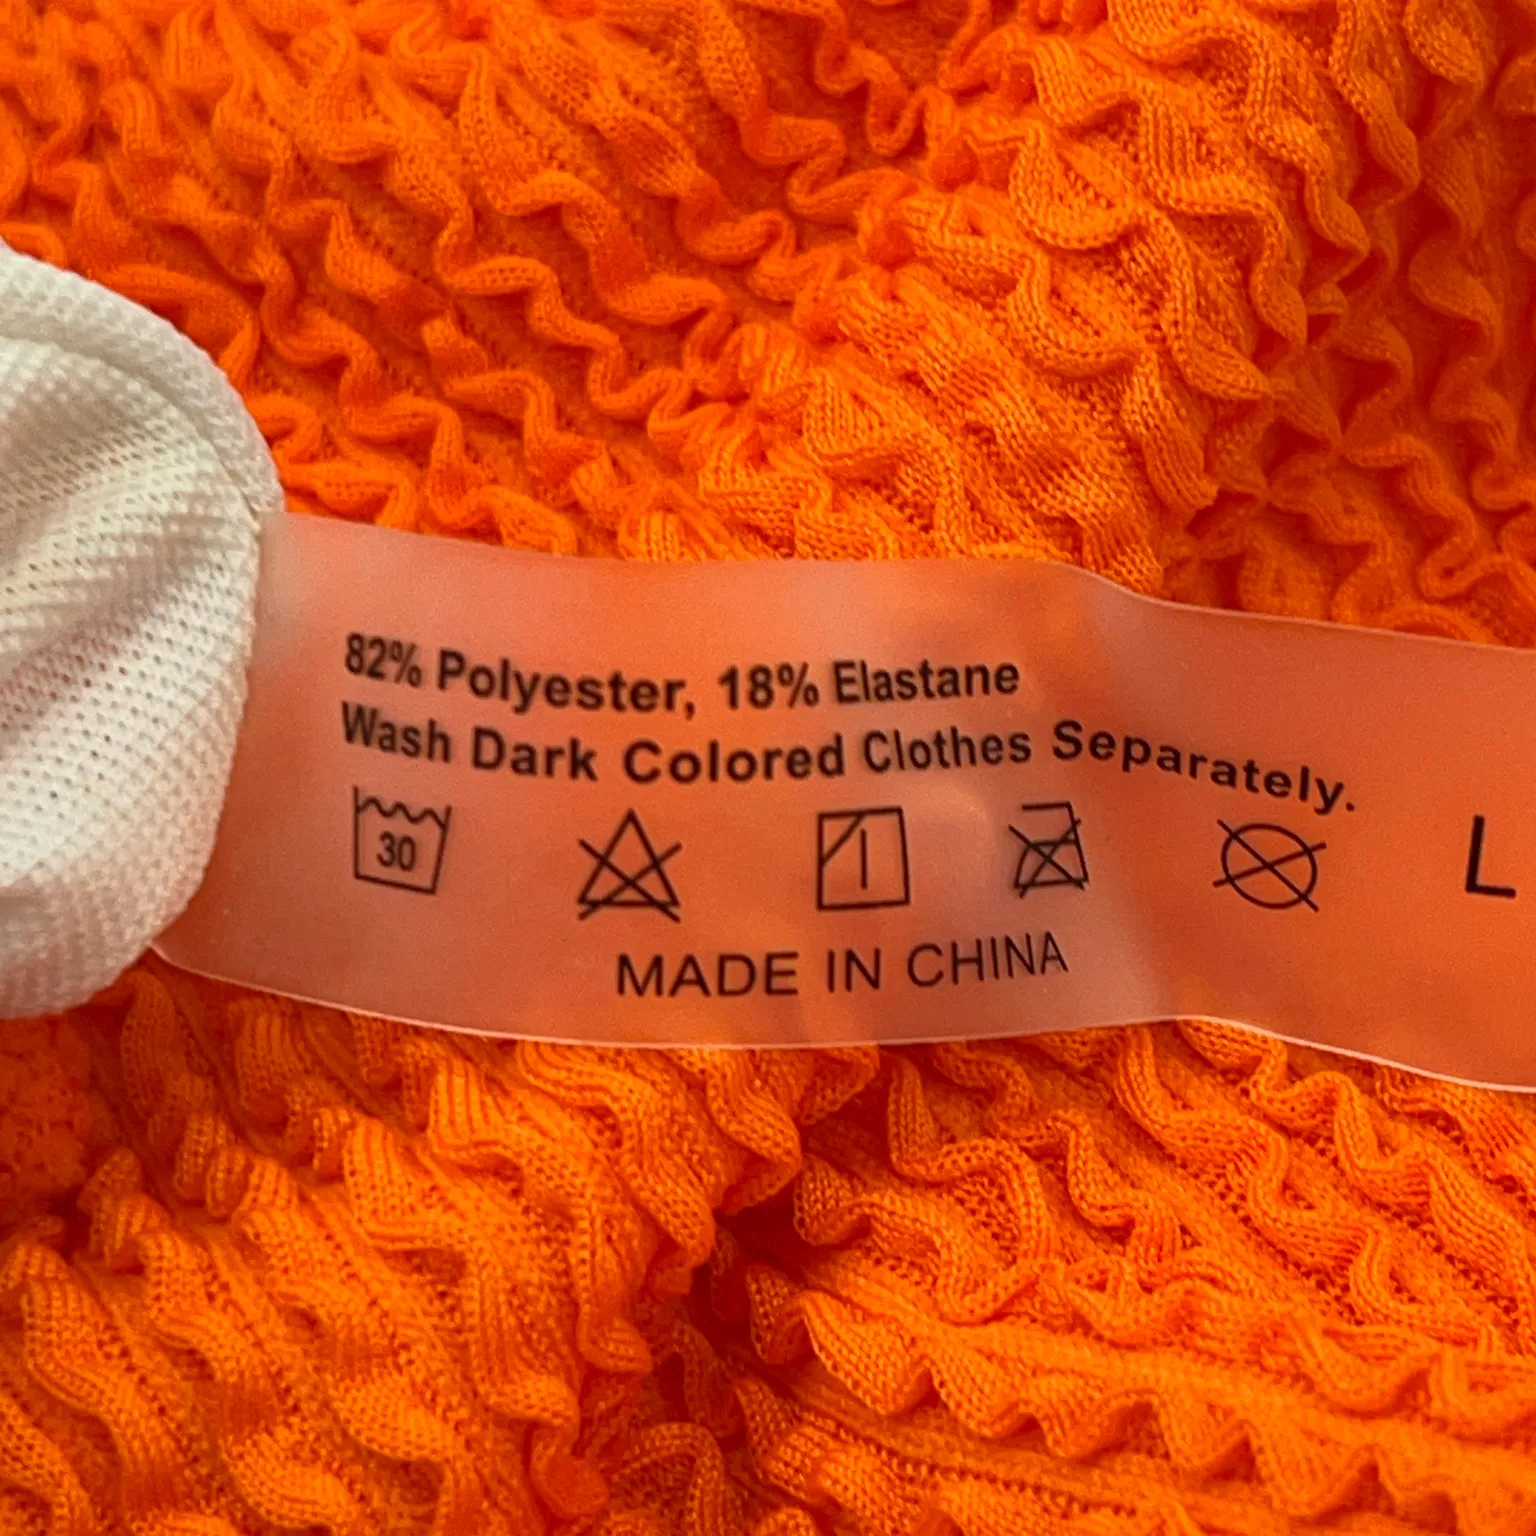 82% Polyester, 18% Elastane
Wash Dark Colored Clothes Separately.
30
L
MADE IN CHINA